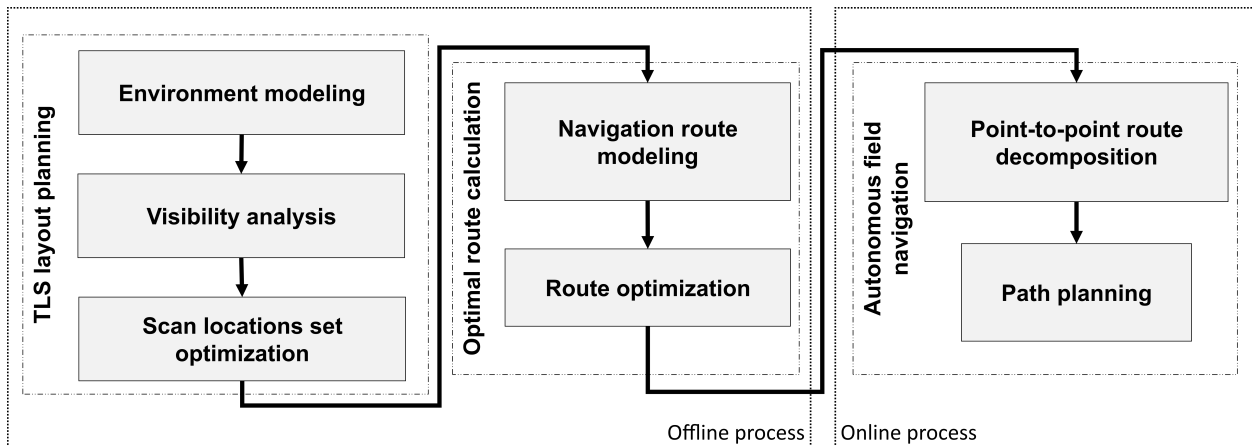 TLS layout planning
Environment modeling
Visibility analysis
Scan locations set
optimization
Optimal route calculation
Navigation route
modeling
Route optimization
Offline process
Autonomous field
navigation
Point-to-point route
decomposition
Path planning
Online process